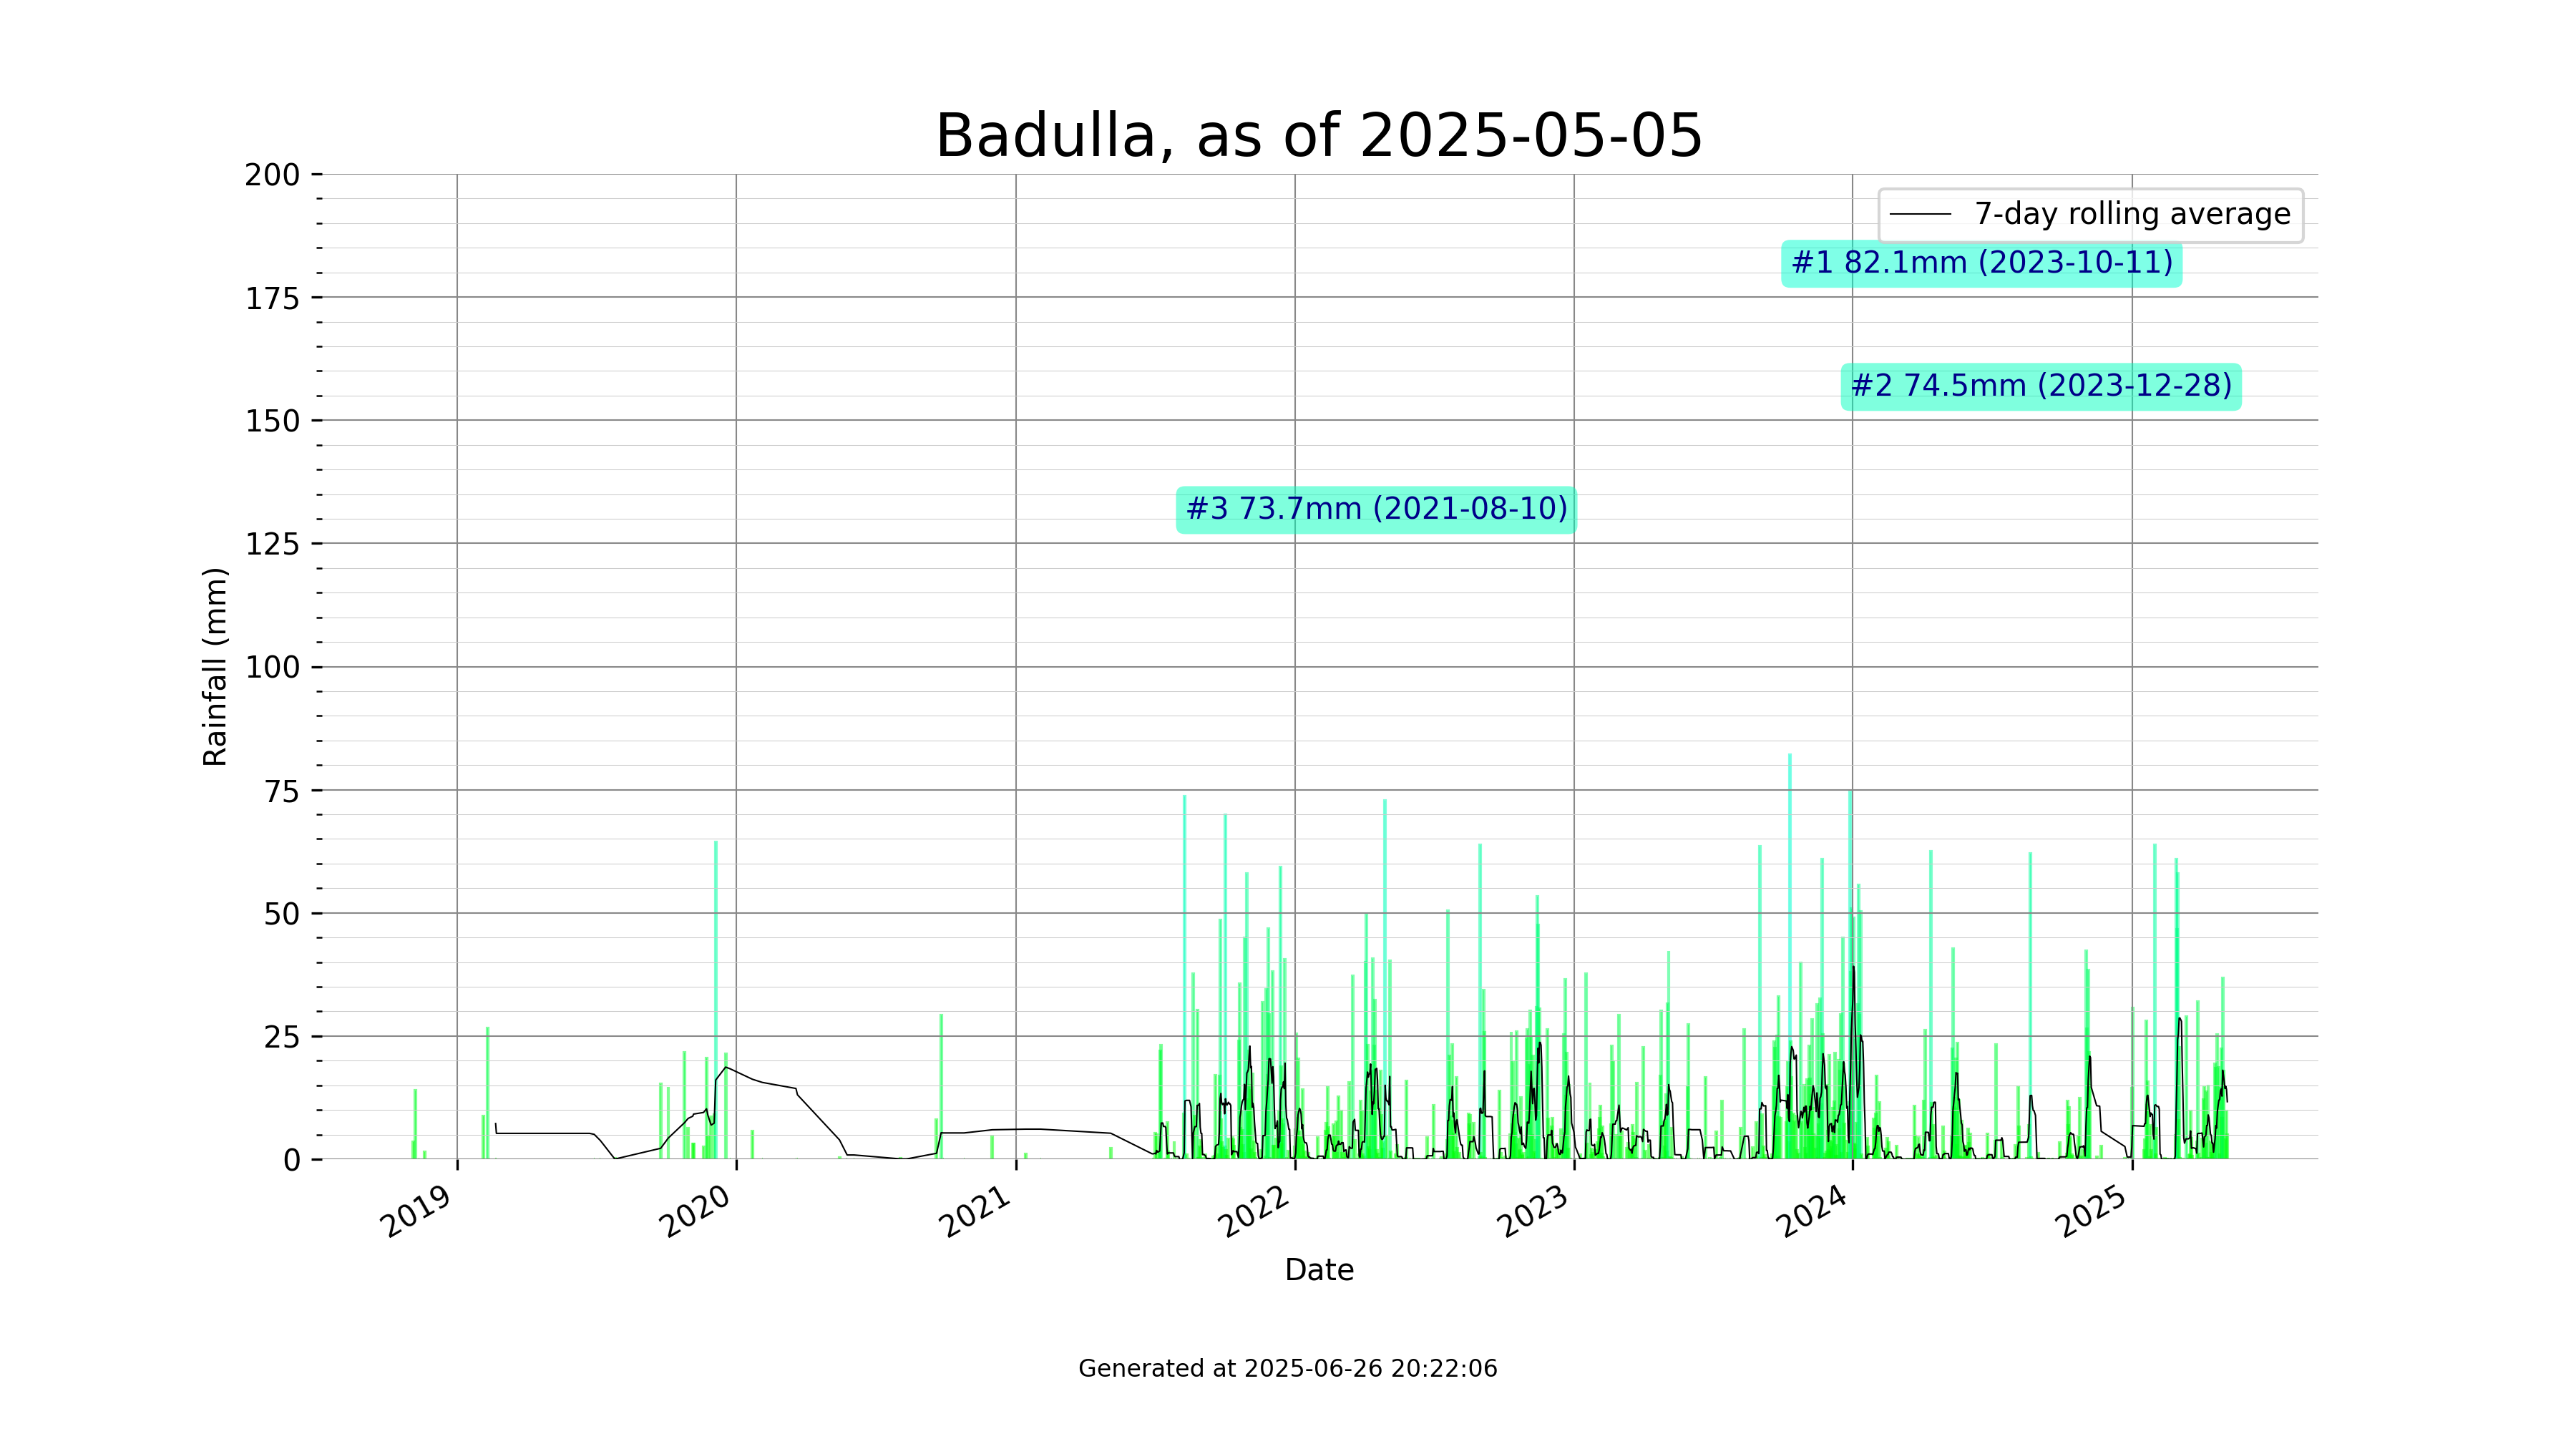 Badulla, as of 2025-05-05
200
175
150
125
100
75
50
25
0
Rainfall (mm)
7-day rolling average
#1 82.1mm (2023-10-11)
#2 74.5mm (2023-12-28)
#3 73.7mm (2021-08-10)
2019
2020
2021
2022
2023
2024
2025
Date
Generated at 2025-06-26 20:22:06